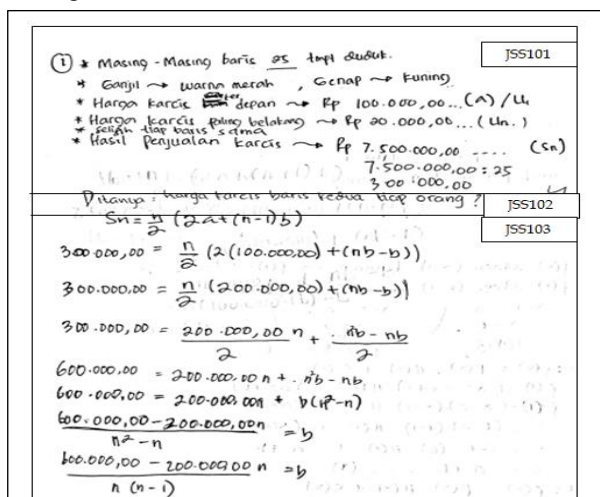 ① * Masing-Masing baris 25 tmpt duduk.
JSS101
* Ganjil → warna merah , Genap → Kuning
* Harga karcis depan → Rp 100.000,00...(a) / U₁
* Harga karcis paling belakang → Rp 20.000,00...(Un.)
* selisih tiap baris sama
* Hasil Penjualan karcis → Rp 7.500.000,00 .... (Sn)
7.500.000,00 : 25
300.000,00
Ditanya : harga karcis baris kedua tiap orang ?
JSS102
Sn = n/2 (2a+(n-1)b)
JSS103
300.000,00 = n/2 (2(100.000,00) + (nb-b))
300.000,00 = n/2 (200.000,00) + (nb-b))
300.000,00 = 200.000,00 n / 2 + n²b - nb / 2
600.000,00 = 200.000,00 n + n²b - nb
600.000,00 = 200.000,00n + b(n²-n)
600.000,00 - 200.000,00n / n²-n = b
600.000,00 - 200.000,00 n / n (n-1) = b